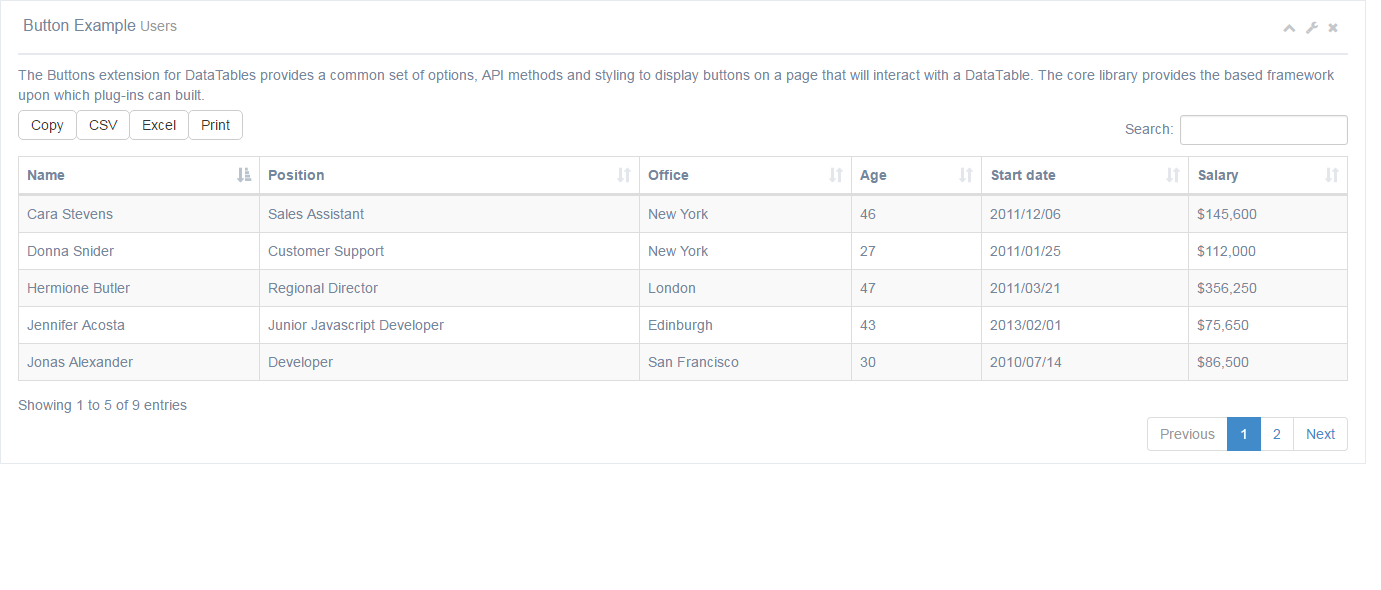 Button Example Users
The Buttons extension for DataTables provides a common set of options, API methods and styling to display buttons on a page that will interact with a DataTable. The core library provides the based framework
upon which plug-ins can built.
Copy CSV Excel Print Search:
Name Position Office Age Start date Salary
Cara Stevens Sales Assistant New York 46 2011/12/06 $145,600
Donna Snider Customer Support New York 27 2011/01/25 $112,000
Hermione Butler Regional Director London 47 2011/03/21 $356,250
Jennifer Acosta Junior Javascript Developer Edinburgh 43 2013/02/01 $75,650
Jonas Alexander Developer San Francisco 30 2010/07/14 $86,500
Showing 1 to 5 of 9 entries
Previous 1 2 Next